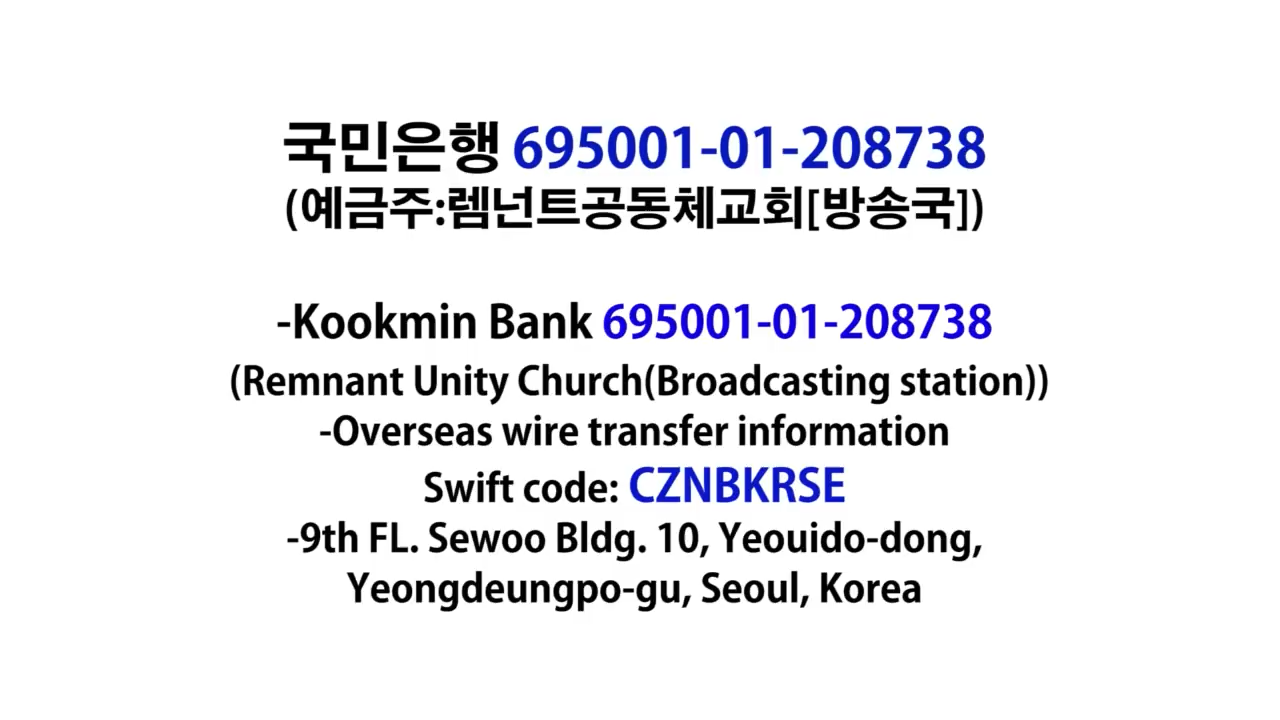 국민은행 695001-01-208738
(예금주:렘넌트공동체교회[방송국])
-Kookmin Bank 695001-01-208738
(Remnant Unity Church(Broadcasting station))
-Overseas wire transfer information
Swift code: CZNBKRSE
-9th FL. Sewoo Bldg. 10, Yeouido-dong,
Yeongdeungpo-gu, Seoul, Korea